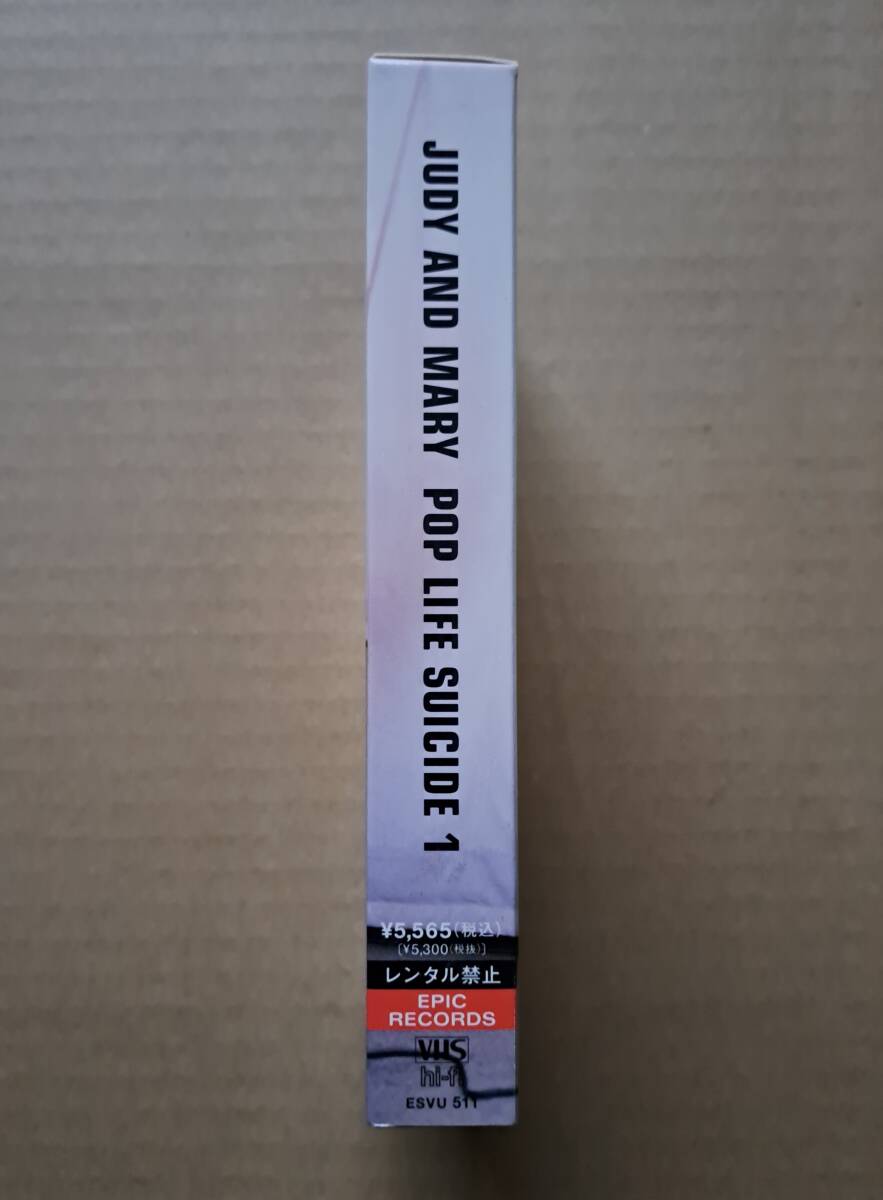 JUDY AND MARY POP LIFE SUICIDE 1
¥5,565(税込)
[¥5,300(税抜)]
レンタル禁止
EPIC
RECORDS
VHS
hi-fi
ESVU 511